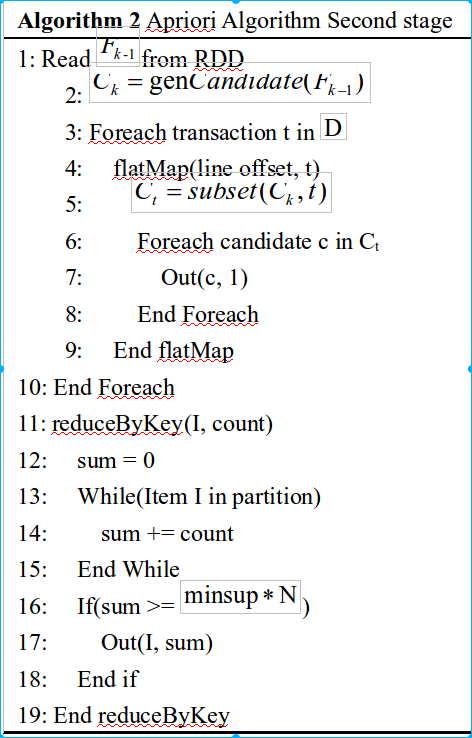 Algorithm 2 Apriori Algorithm Second stage
1: Read F_{k-1} from RDD
2: C_k = genCandidate(F_{k-1})
3: Foreach transaction t in D
4: flatMap(line offset, t)
5: C_t = subset(C_k, t)
6: Foreach candidate c in C_t
7: Out(c, 1)
8: End Foreach
9: End flatMap
10: End Foreach
11: reduceByKey(I, count)
12: sum = 0
13: While(Item I in partition)
14: sum += count
15: End While
16: If(sum >= minsup * N)
17: Out(I, sum)
18: End if
19: End reduceByKey